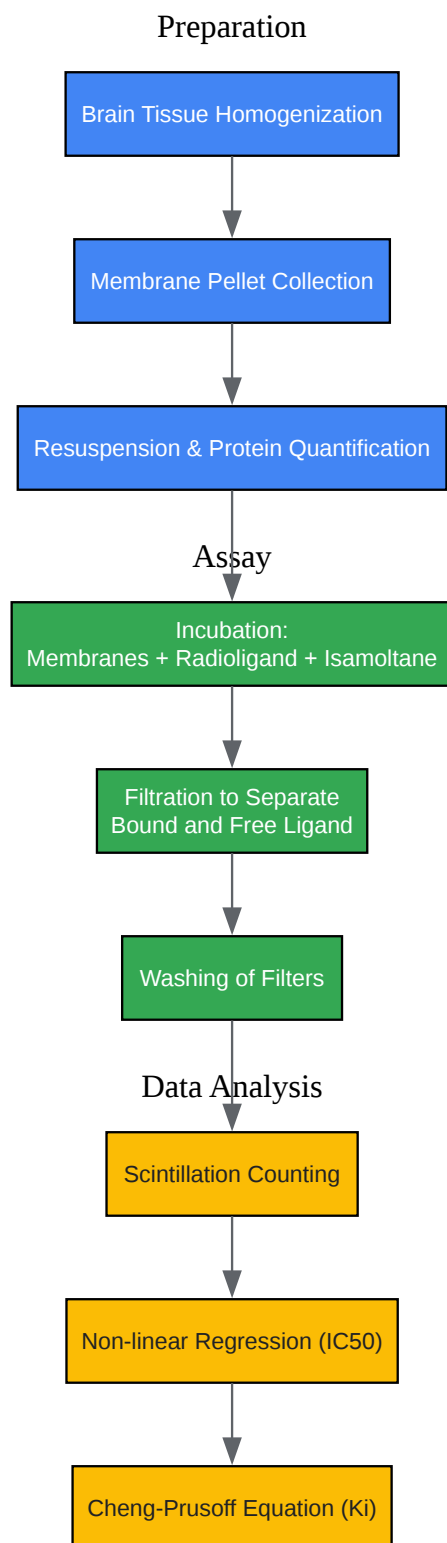 Preparation
Brain Tissue Homogenization
Membrane Pellet Collection
Resuspension & Protein Quantification
Assay
Incubation:
Membranes + Radioligand + Isamoltane
Filtration to Separate
Bound and Free Ligand
Washing of Filters
Data Analysis
Scintillation Counting
Non-linear Regression (IC50)
Cheng-Prusoff Equation (Ki)